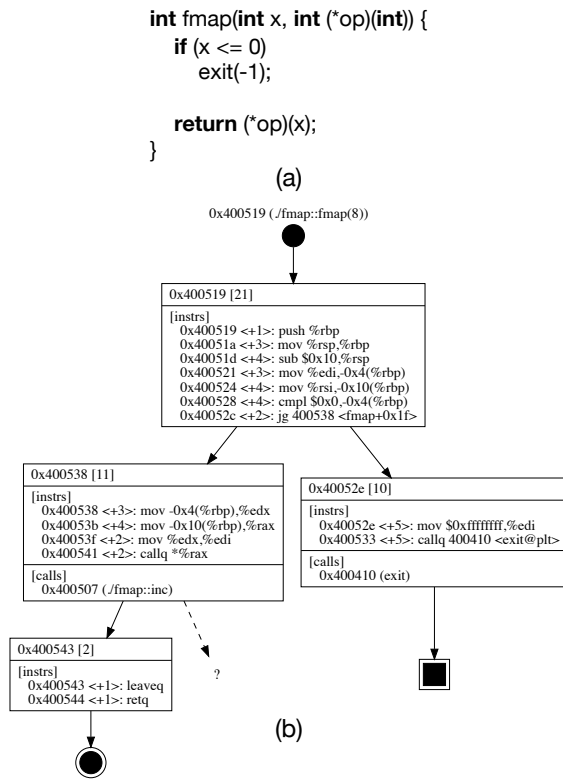 int fmap(int x, int (*op)(int)) {
if (x <= 0)
exit(-1);
return (*op)(x);
}
(a)
0x400519 (./fmap::fmap(8))
0x400519 [21]
[instrs]
0x400519 <+1>: push %rbp
0x40051a <+3>: mov %rsp,%rbp
0x40051d <+4>: sub $0x10,%rsp
0x400521 <+3>: mov %edi,-0x4(%rbp)
0x400524 <+4>: mov %rsi,-0x10(%rbp)
0x400528 <+4>: cmpl $0x0,-0x4(%rbp)
0x40052c <+2>: jg 400538 <fmap+0x1f>
0x400538 [11]
[instrs]
0x400538 <+3>: mov -0x4(%rbp),%edx
0x40053b <+4>: mov -0x10(%rbp),%rax
0x40053f <+2>: mov %edx,%edi
0x400541 <+2>: callq *%rax
[calls]
0x400507 (./fmap::inc)
0x40052e [10]
[instrs]
0x40052e <+5>: mov $0xffffffff,%edi
0x400533 <+5>: callq 400410 <exit@plt>
[calls]
0x400410 (exit)
0x400543 [2]
[instrs]
0x400543 <+1>: leaveq
0x400544 <+1>: retq
?
(b)